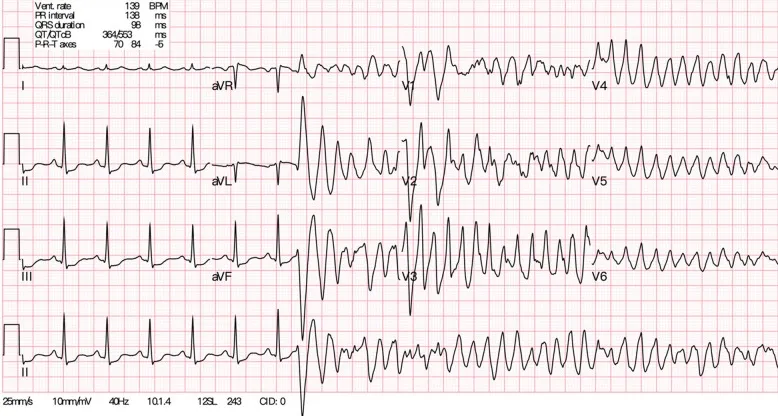 Vent. rate 139 BPM
PR interval 138 ms
QRS duration 98 ms
QT/QTcB 364/553 ms
P-R-T axes 70 84 -5
I aVR V1 V4
II aVL V2 V5
III aVF V3 V6
II
25mm/s 10mm/mV 40Hz 10.1.4 12SL 243 CID: 0